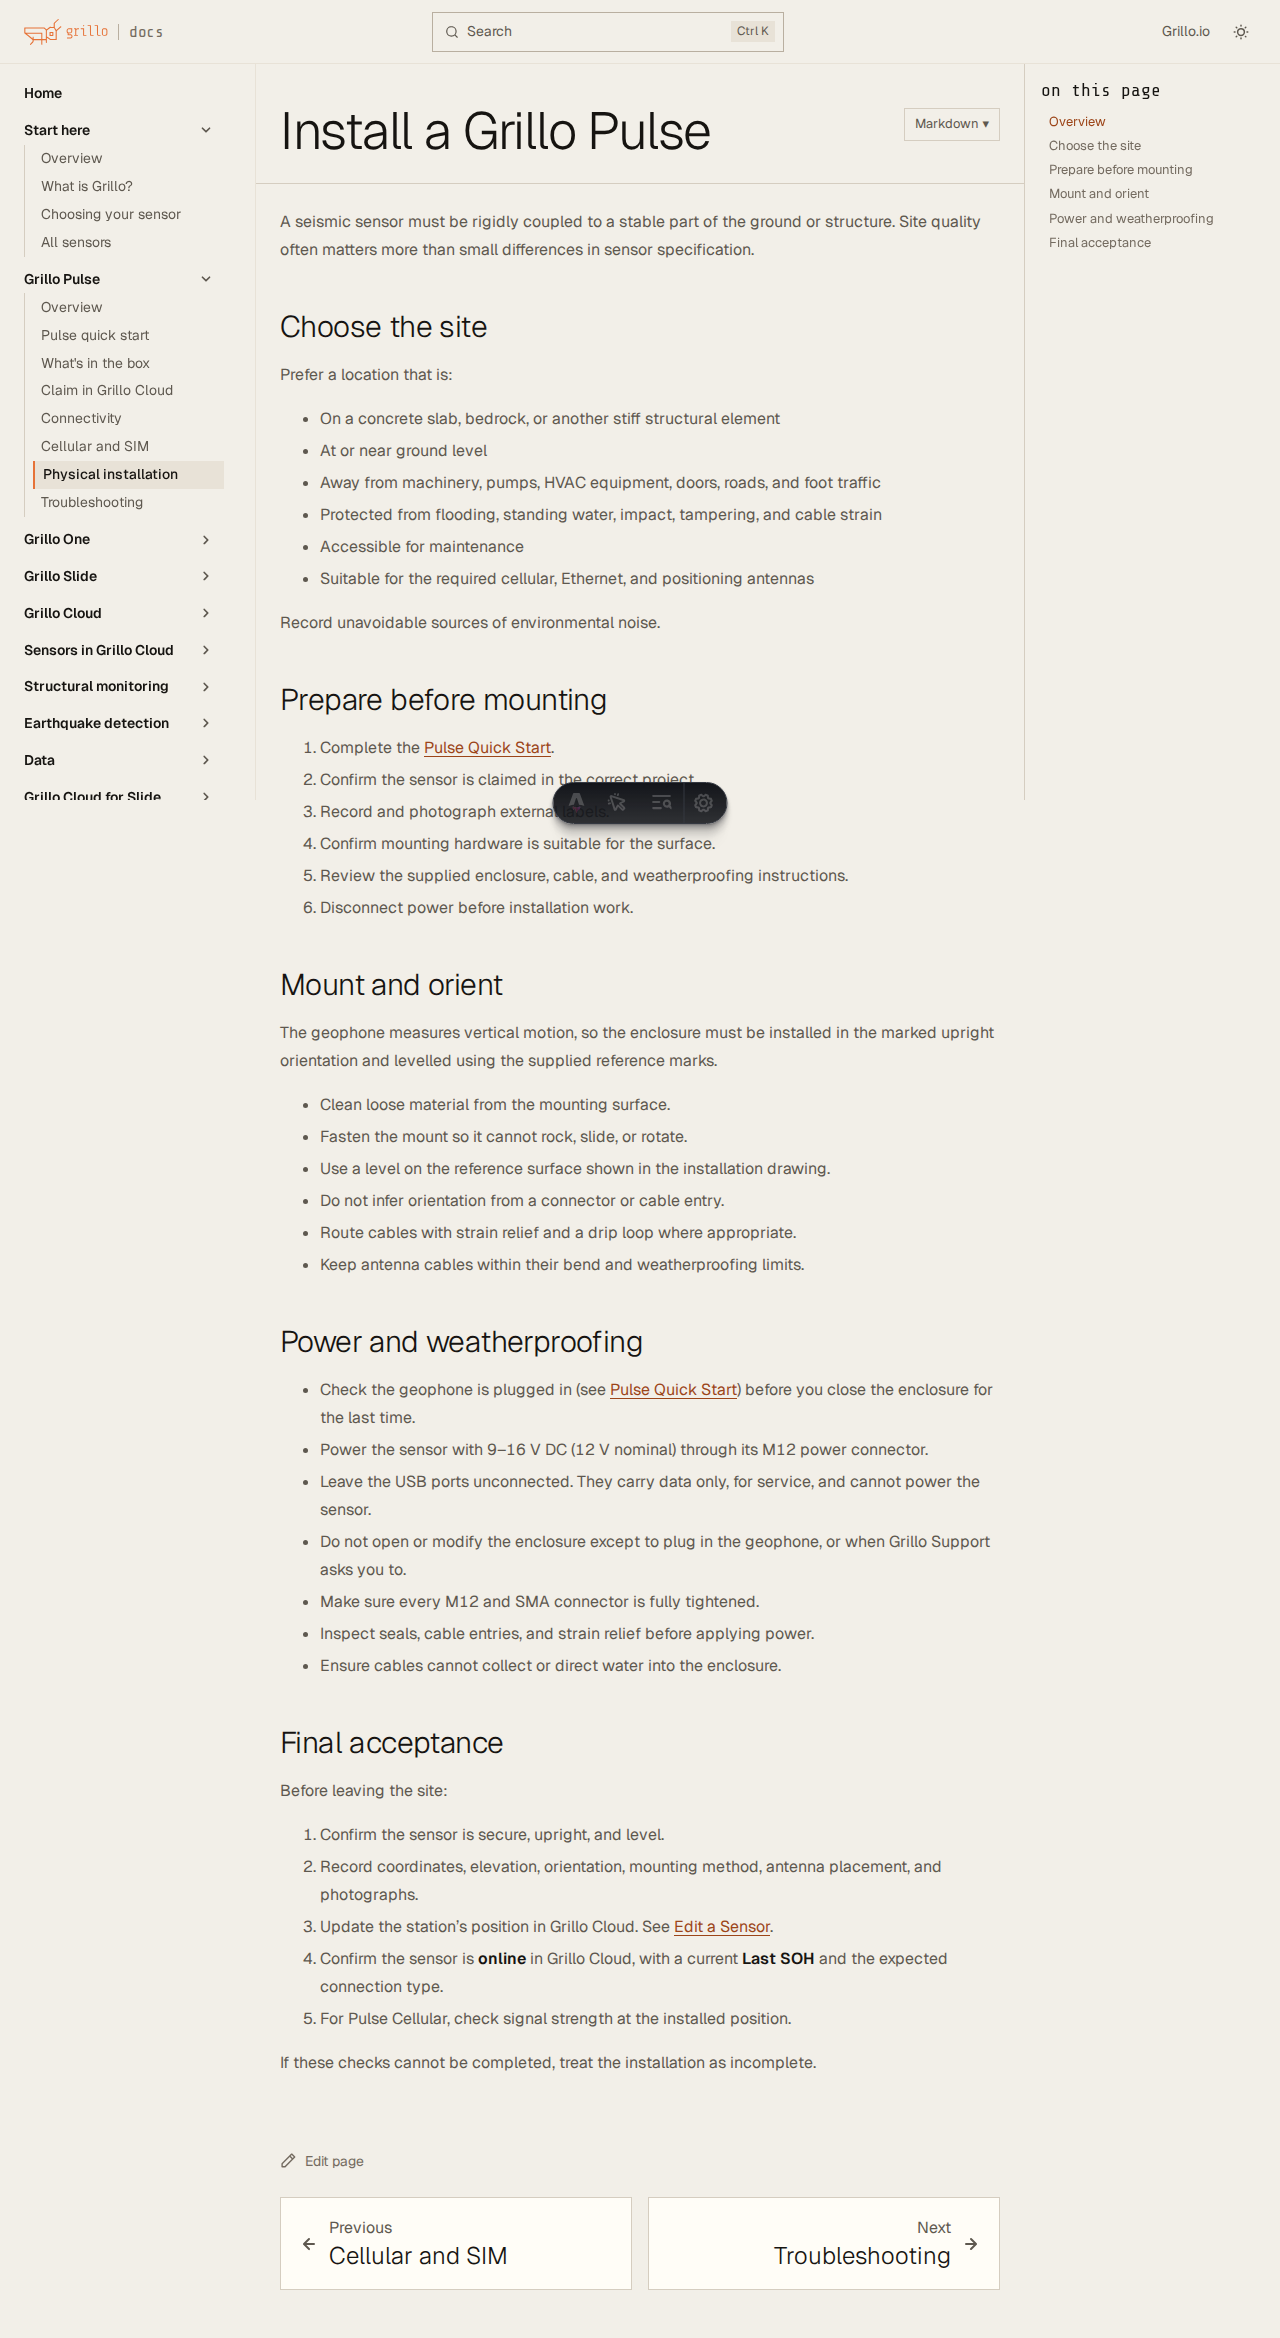 grillo | docs
Search
Ctrl K
Grillo.io
Home
Start here
Overview
What is Grillo?
Choosing your sensor
All sensors
Grillo Pulse
Overview
Pulse quick start
What's in the box
Claim in Grillo Cloud
Connectivity
Cellular and SIM
Physical installation
Troubleshooting
Grillo One
Grillo Slide
Grillo Cloud
Sensors in Grillo Cloud
Structural monitoring
Earthquake detection
Data
Grillo Cloud for Slide
Install a Grillo Pulse
Markdown ▾
A seismic sensor must be rigidly coupled to a stable part of the ground or structure. Site quality
often matters more than small differences in sensor specification.
Choose the site
Prefer a location that is:
• On a concrete slab, bedrock, or another stiff structural element
• At or near ground level
• Away from machinery, pumps, HVAC equipment, doors, roads, and foot traffic
• Protected from flooding, standing water, impact, tampering, and cable strain
• Accessible for maintenance
• Suitable for the required cellular, Ethernet, and positioning antennas
Record unavoidable sources of environmental noise.
Prepare before mounting
1. Complete the Pulse Quick Start.
2. Confirm the sensor is claimed in the correct project.
3. Record and photograph external labels.
4. Confirm mounting hardware is suitable for the surface.
5. Review the supplied enclosure, cable, and weatherproofing instructions.
6. Disconnect power before installation work.
Mount and orient
The geophone measures vertical motion, so the enclosure must be installed in the marked upright
orientation and levelled using the supplied reference marks.
• Clean loose material from the mounting surface.
• Fasten the mount so it cannot rock, slide, or rotate.
• Use a level on the reference surface shown in the installation drawing.
• Do not infer orientation from a connector or cable entry.
• Route cables with strain relief and a drip loop where appropriate.
• Keep antenna cables within their bend and weatherproofing limits.
Power and weatherproofing
• Check the geophone is plugged in (see Pulse Quick Start) before you close the enclosure for
the last time.
• Power the sensor with 9–16 V DC (12 V nominal) through its M12 power connector.
• Leave the USB ports unconnected. They carry data only, for service, and cannot power the
sensor.
• Do not open or modify the enclosure except to plug in the geophone, or when Grillo Support
asks you to.
• Make sure every M12 and SMA connector is fully tightened.
• Inspect seals, cable entries, and strain relief before applying power.
• Ensure cables cannot collect or direct water into the enclosure.
Final acceptance
Before leaving the site:
1. Confirm the sensor is secure, upright, and level.
2. Record coordinates, elevation, orientation, mounting method, antenna placement, and
photographs.
3. Update the station’s position in Grillo Cloud. See Edit a Sensor.
4. Confirm the sensor is online in Grillo Cloud, with a current Last SOH and the expected
connection type.
5. For Pulse Cellular, check signal strength at the installed position.
If these checks cannot be completed, treat the installation as incomplete.
Edit page
Previous
Cellular and SIM
Next
Troubleshooting
on this page
Overview
Choose the site
Prepare before mounting
Mount and orient
Power and weatherproofing
Final acceptance